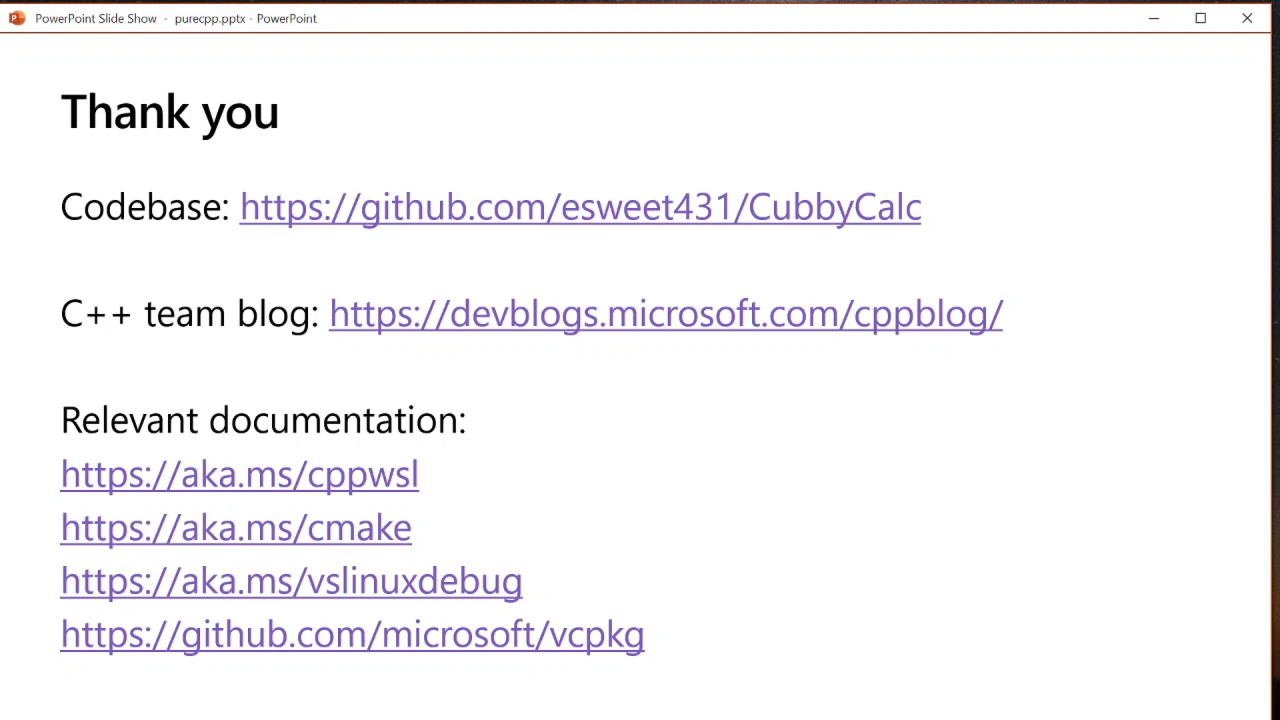 PowerPoint Slide Show - purecpp.pptx - PowerPoint
Thank you
Codebase: https://github.com/esweet431/CubbyCalc
C++ team blog: https://devblogs.microsoft.com/cppblog/
Relevant documentation:
https://aka.ms/cppwsl
https://aka.ms/cmake
https://aka.ms/vslinuxdebug
https://github.com/microsoft/vcpkg